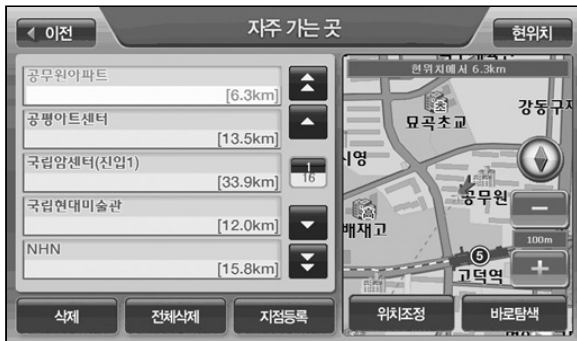 이전
자주 가는 곳
현위치
공무원아파트
[6.3km]
공평아트센터
[13.5km]
국립암센터(진입1)
[33.9km]
국립현대미술관
[12.0km]
NHN
[15.8km]
1
16
삭제
전체삭제
지점등록
현위치에서 6.3km
초
묘곡초교
강동구
시영
공무원
高
배재고
100m
5
고덕역
위치조정
바로탐색